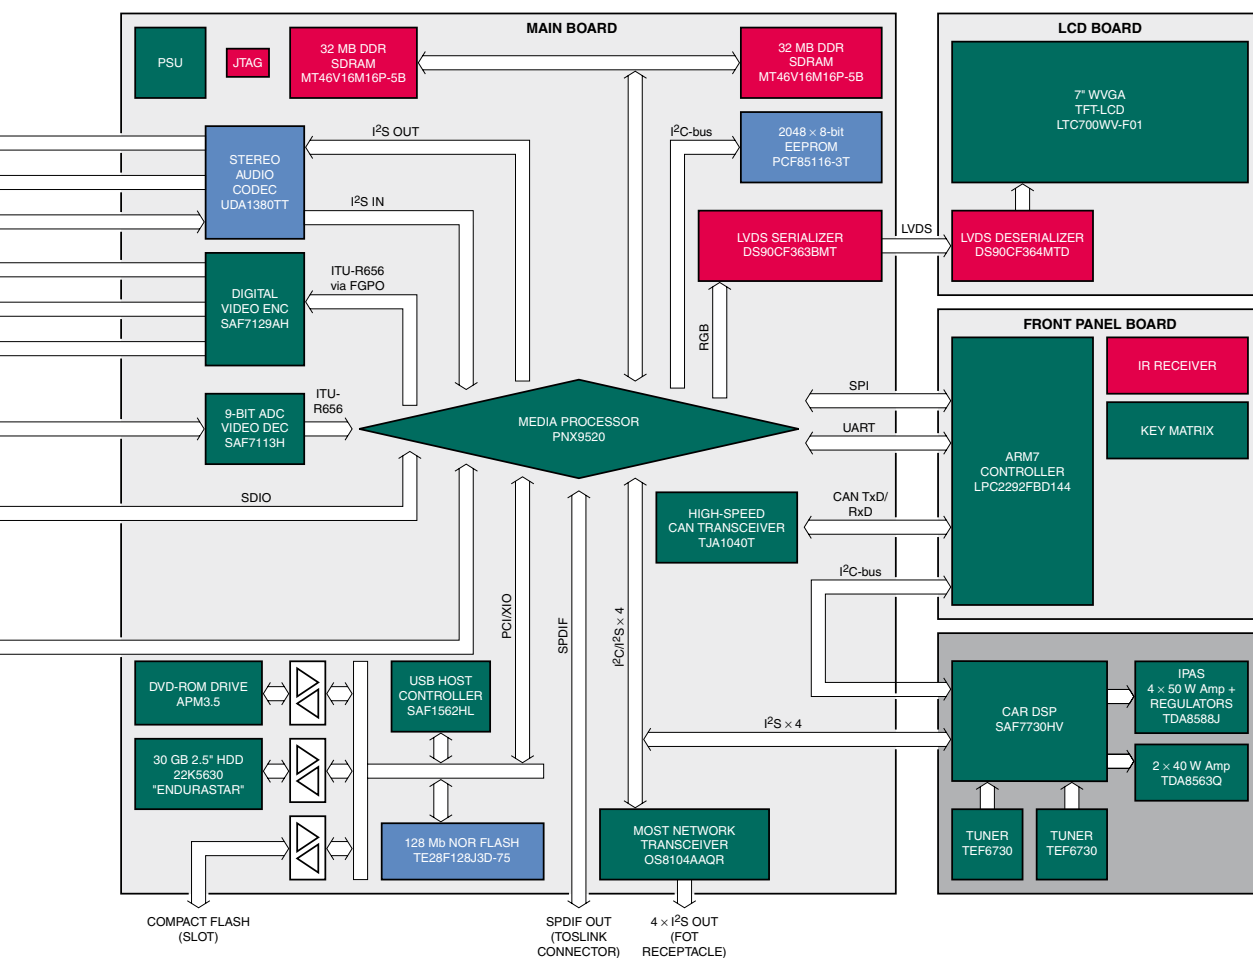 MAIN BOARD
PSU
JTAG
32 MB DDR
SDRAM
MT46V16M16P-5B
32 MB DDR
SDRAM
MT46V16M16P-5B
I2S OUT
I2C-bus
2048 × 8-bit
EEPROM
PCF85116-3T
STEREO
AUDIO
CODEC
UDA1380TT
I2S IN
LVDS SERIALIZER
DS90CF363BMT
LVDS
ITU-R656
via FGPO
DIGITAL
VIDEO ENC
SAF7129AH
RGB
ITU-
R656
9-BIT ADC
VIDEO DEC
SAF7113H
MEDIA PROCESSOR
PNX9520
SPI
UART
SDIO
HIGH-SPEED
CAN TRANSCEIVER
TJA1040T
CAN TxD/
RxD
I2C-bus
PCI/XIO
SPDIF
I2C/I2S × 4
DVD-ROM DRIVE
APM3.5
USB HOST
CONTROLLER
SAF1562HL
I2S × 4
30 GB 2.5" HDD
22K5630
"ENDURASTAR"
128 Mb NOR FLASH
TE28F128J3D-75
MOST NETWORK
TRANSCEIVER
OS8104AAQR
COMPACT FLASH
(SLOT)
SPDIF OUT
(TOSLINK
CONNECTOR)
4 × I2S OUT
(FOT
RECEPTACLE)
LCD BOARD
7" WVGA
TFT-LCD
LTC700WV-F01
LVDS DESERIALIZER
DS90CF364MTD
FRONT PANEL BOARD
IR RECEIVER
KEY MATRIX
ARM7
CONTROLLER
LPC2292FBD144
CAR DSP
SAF7730HV
IPAS
4 × 50 W Amp +
REGULATORS
TDA8588J
2 × 40 W Amp
TDA8563Q
TUNER
TEF6730
TUNER
TEF6730